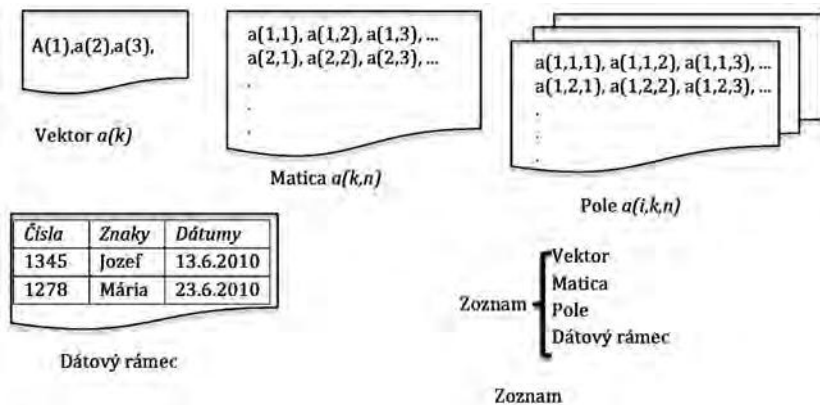 A(1),a(2),a(3),
Vektor a(k)
a(1,1), a(1,2), a(1,3), ...
a(2,1), a(2,2), a(2,3), ...
.
.
.
Matica a(k,n)
a(1,1,1), a(1,1,2), a(1,1,3), ...
a(1,2,1), a(1,2,2), a(1,2,3), ...
.
.
.
Pole a(i,k,n)
Čísla Znaky Dátumy
1345 Jozef 13.6.2010
1278 Mária 23.6.2010
Dátový rámec
Zoznam
Vektor
Matica
Pole
Dátový rámec
Zoznam